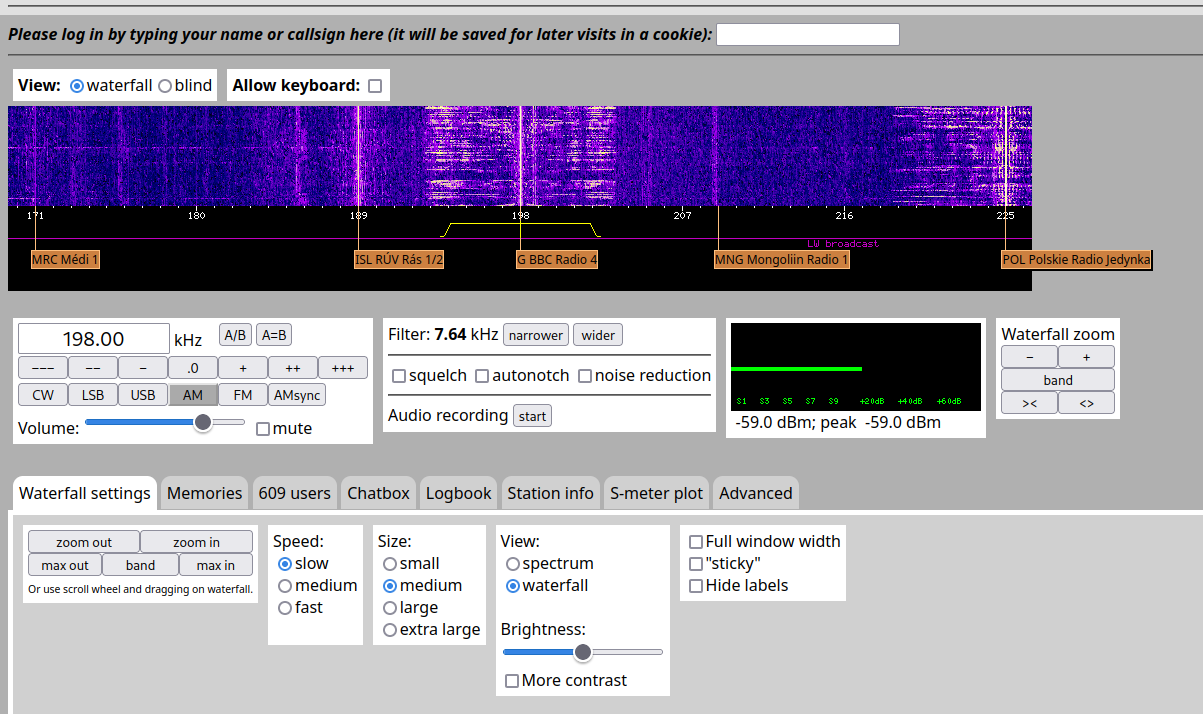 Please log in by typing your name or callsign here (it will be saved for later visits in a cookie):
View: waterfall blind Allow keyboard:
171 180 189 198 207 216 225
LW broadcast
MRC Médi 1 ISL RÚV Rás 1/2 G BBC Radio 4 MNG Mongoliin Radio 1 POL Polskie Radio Jedynka
198.00 kHz A/B A=B
--- -- - .0 + ++ +++
CW LSB USB AM FM AMsync
Volume: mute
Filter: 7.64 kHz narrower wider
squelch autonotch noise reduction
Audio recording start
S1 S3 S5 S7 S9 +20dB +40dB +60dB
-59.0 dBm; peak -59.0 dBm
Waterfall zoom
- +
band
>< <>
Waterfall settings Memories 609 users Chatbox Logbook Station info S-meter plot Advanced
zoom out zoom in
max out band max in
Or use scroll wheel and dragging on waterfall.
Speed:
slow
medium
fast
Size:
small
medium
large
extra large
View:
spectrum
waterfall
Brightness:
More contrast
Full window width
"sticky"
Hide labels